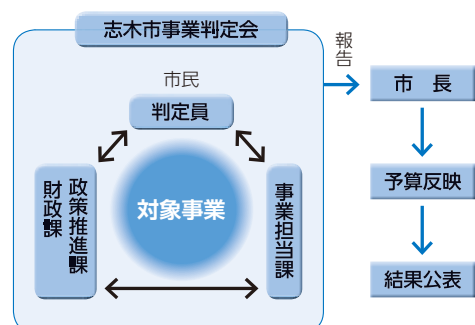 志木市事業判定会
報告
市民
判定員
政策推進課
財政課
対象事業
事業担当課
市長
予算反映
結果公表